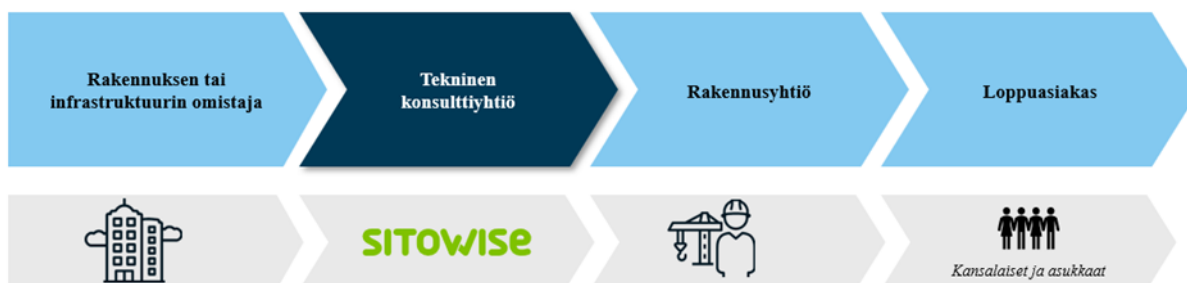 Rakennuksen tai
infrastruktuurin omistaja
Tekninen
konsulttiyhtiö
Rakennusyhtiö
Loppuasiakas
SITOWISE
Kansalaiset ja asukkaat